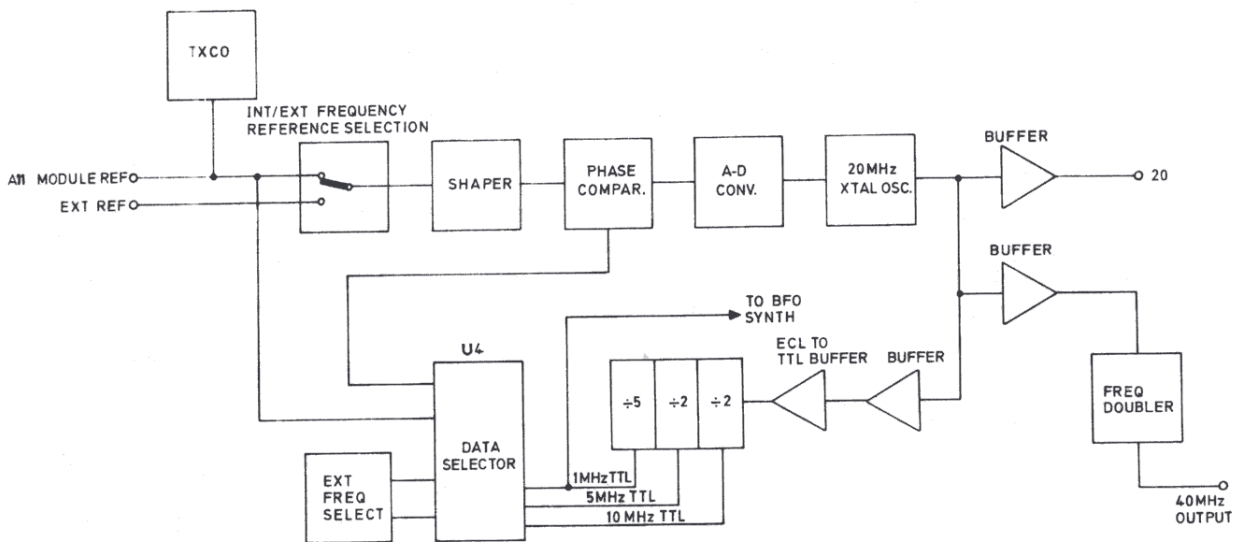 TXCO
INT/EXT FREQUENCY
REFERENCE SELECTION
A11 MODULE REF
EXT REF
SHAPER
PHASE
COMPAR.
A-D
CONV.
20MHz
XTAL OSC.
BUFFER
20
BUFFER
TO BFO
SYNTH
U4
ECL TO
TTL BUFFER
BUFFER
÷5
÷2
÷2
FREQ
DOUBLER
DATA
SELECTOR
EXT
FREQ
SELECT
1MHz TTL
5MHz TTL
10MHz TTL
40MHz
OUTPUT